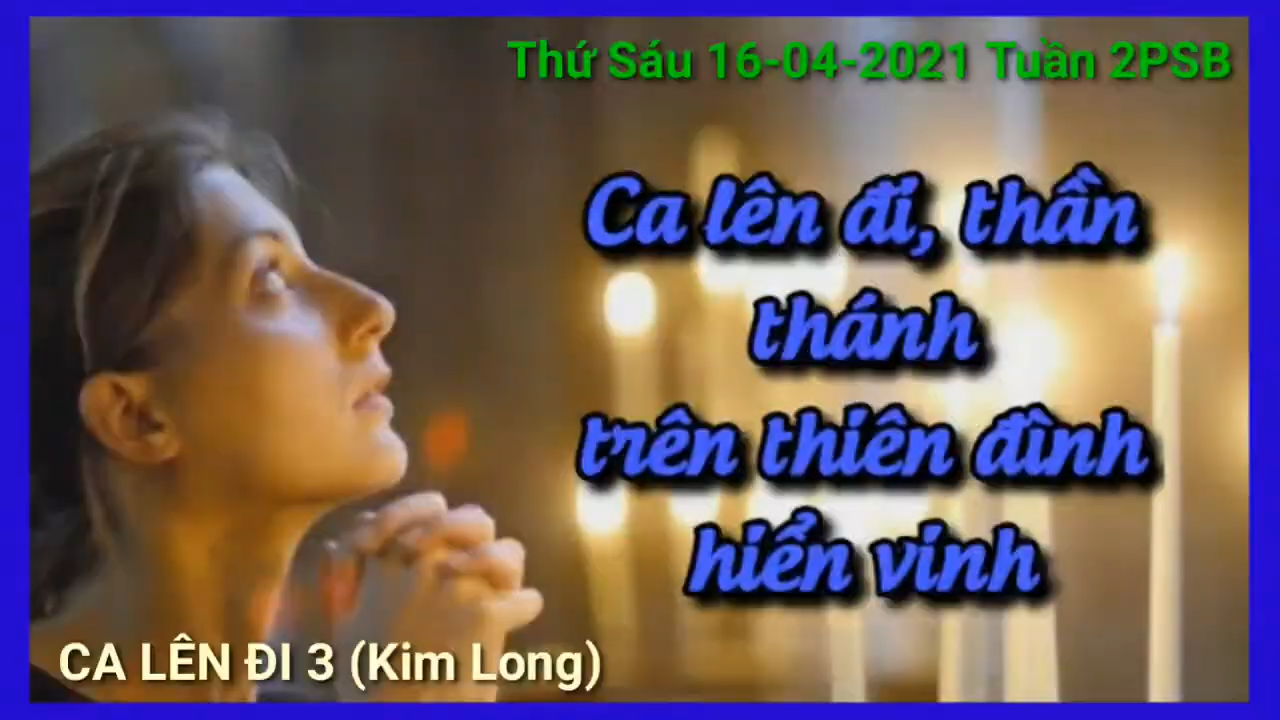 Thứ Sáu 16-04-2021 Tuần 2PSB
Ca lên đi, thần
thánh
trên thiên đình
hiển vinh
CA LÊN ĐI 3 (Kim Long)